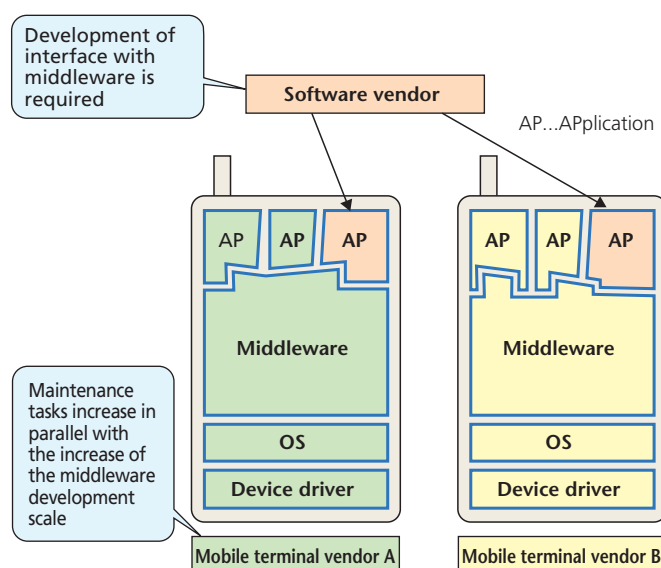 Development of
interface with
middleware is
required
Software vendor
AP...APplication
AP AP AP
AP AP AP
Middleware
Middleware
Maintenance
tasks increase in
parallel with
the increase of
the middleware
development
scale
OS
OS
Device driver
Device driver
Mobile terminal vendor A
Mobile terminal vendor B